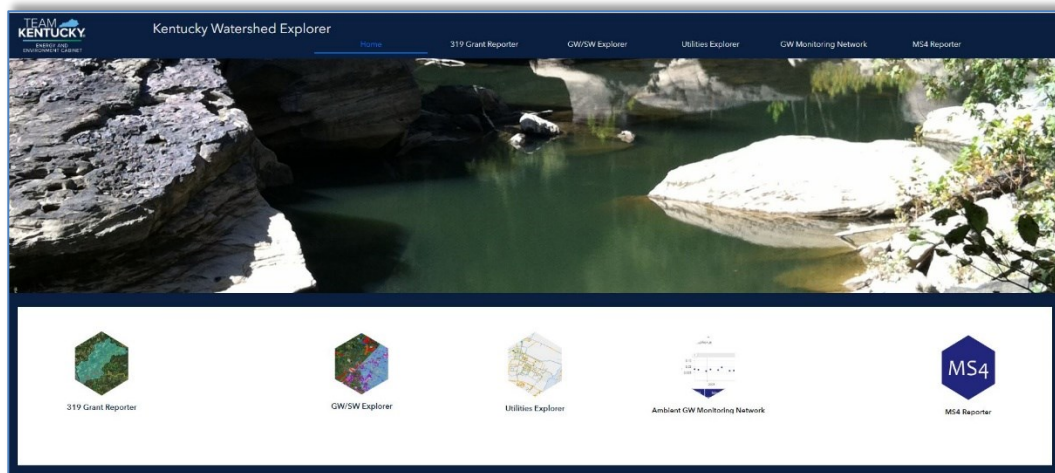 TEAM
KENTUCKY
ENERGY AND
ENVIRONMENT CABINET
Kentucky Watershed Explorer
Home
319 Grant Reporter
GW/SW Explorer
Utilities Explorer
GW Monitoring Network
MS4 Reporter
MS4
319 Grant Reporter
GW/SW Explorer
Utilities Explorer
Ambient GW Monitoring Network
MS4 Reporter